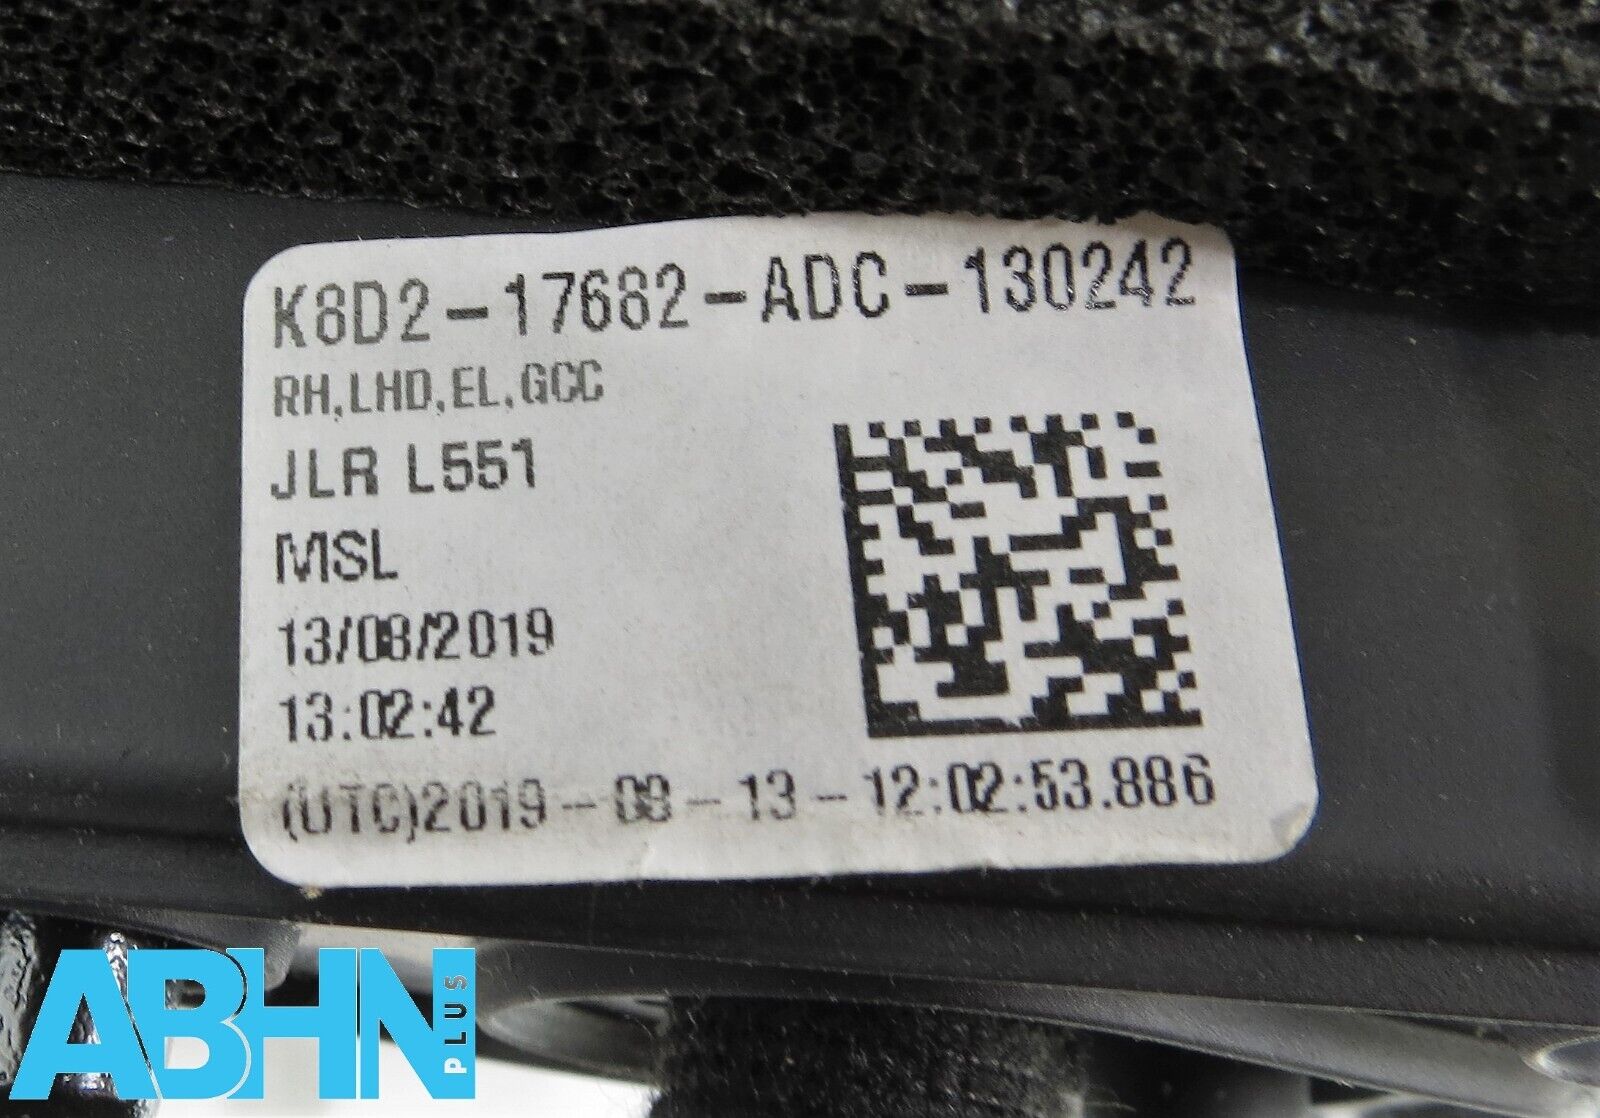 K8D2-17682-ADC-130242
RH,LHD,EL,GCC
JLR L551
MSL
13/08/2019
13:02:42
(UTC)2019-08-13-12:02:53.886
ABHN PLUS